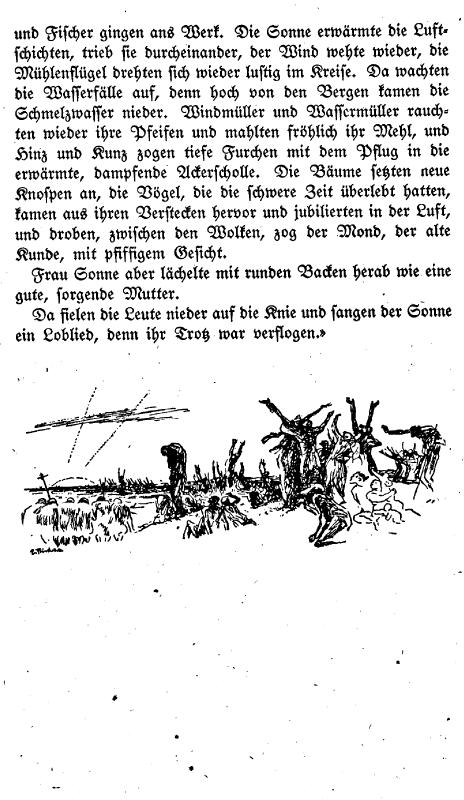 und Fischer gingen ans Werk. Die Sonne erwärmte die Luft-
schichten, trieb sie durcheinander, der Wind wehte wieder, die
Mühlenflügel drehten sich wieder lustig im Kreise. Da wachten
die Wasserfälle auf, denn hoch von den Bergen kamen die
Schmelzwasser nieder. Windmüller und Wassermüller rauch-
ten wieder ihre Pfeifen und mahlten fröhlich ihr Mehl, und
Hinz und Kunz zogen tiefe Furchen mit dem Pflug in die
erwärmte, dampfende Ackerscholle. Die Bäume setzten neue
Knospen an, die Vögel, die die schwere Zeit überlebt hatten,
kamen aus ihren Verstecken hervor und jubilierten in der Luft,
und droben, zwischen den Wolken, zog der Mond, der alte
Kunde, mit pfiffigem Gesicht.
Frau Sonne aber lächelte mit runden Backen herab wie eine
gute, sorgende Mutter.
Da fielen die Leute nieder auf die Knie und sangen der Sonne
ein Loblied, denn ihr Trotz war verflogen.»